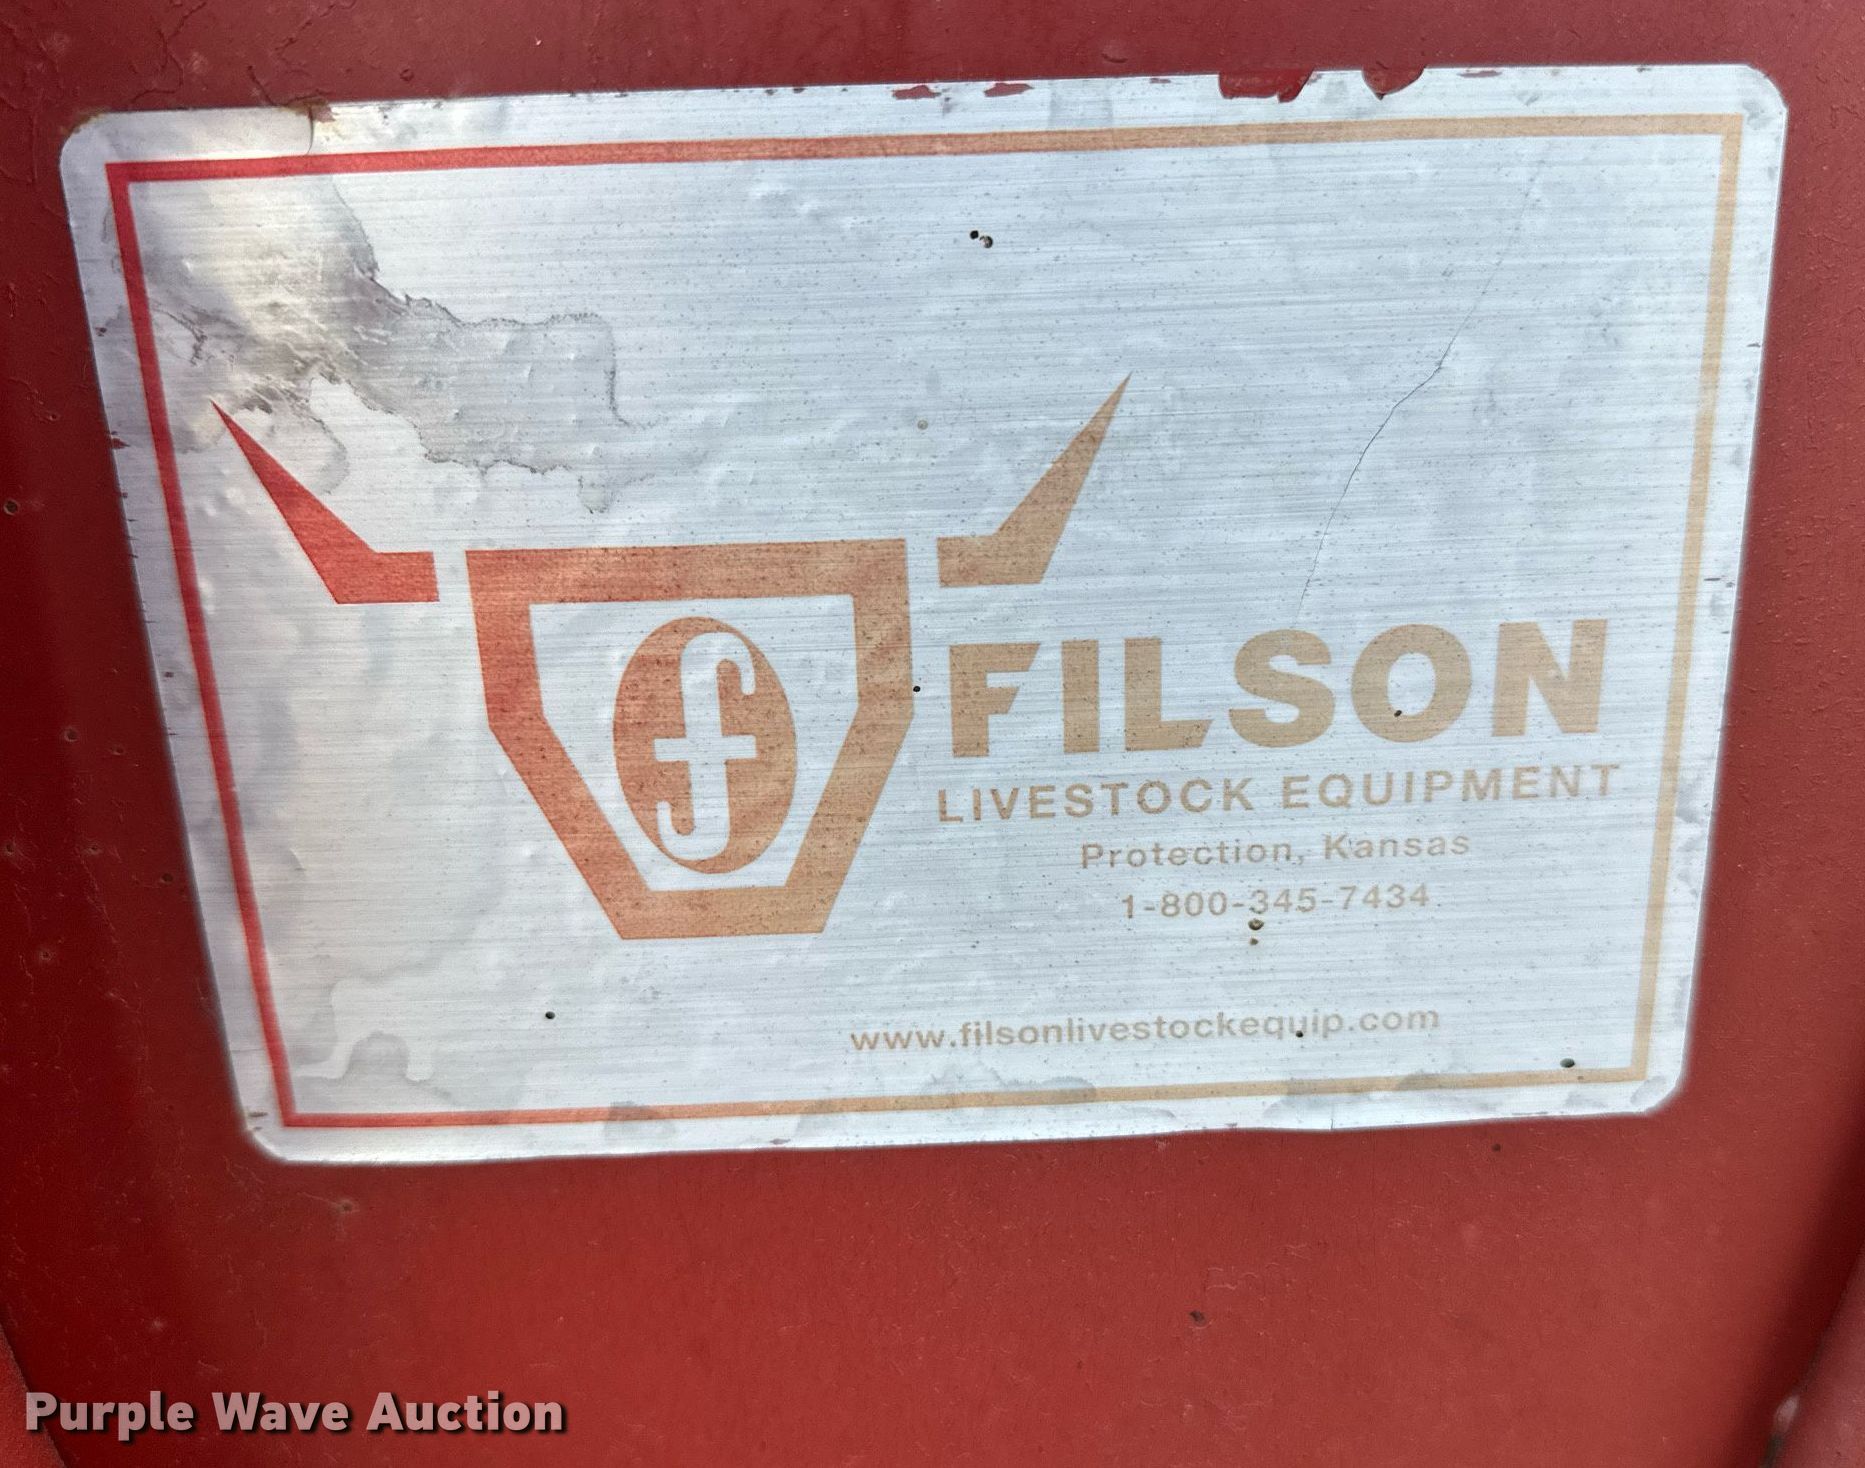 f
FILSON
LIVESTOCK EQUIPMENT
Protection, Kansas
1-800-345-7434
www.filsonlivestockequip.com
Purple Wave Auction